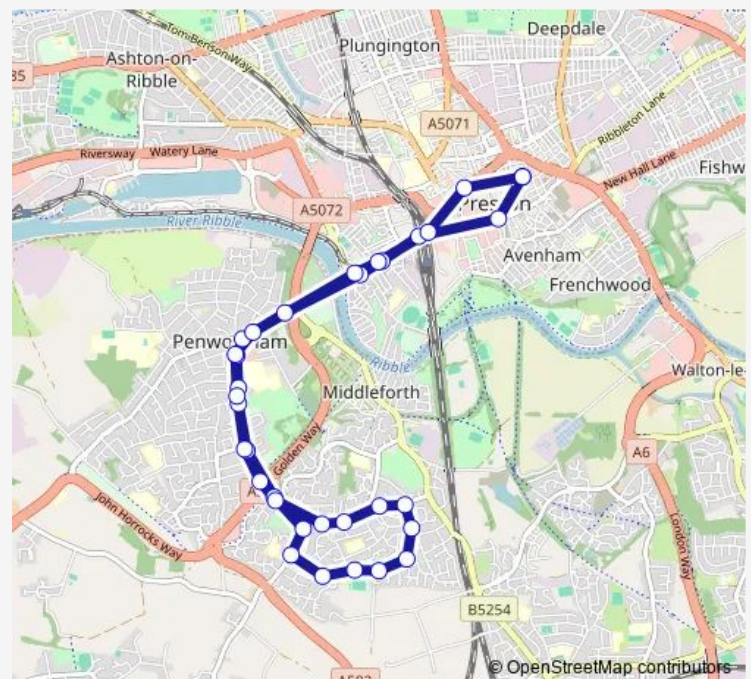 Deepdale
Plungington
Tom Benson Way
Ashton-on-
Ribble
A5071
Ribbleton Lane
Riversway
Watery Lane
New Hall Lane
Fishw
A5072
Preston
River Ribble
Avenham
Frenchwood
Penwortham
Ribble
Walton-le-
Middleforth
Golden Way
A6
John Horrocks Way
London Way
B5254
© OpenStreetMap contributors